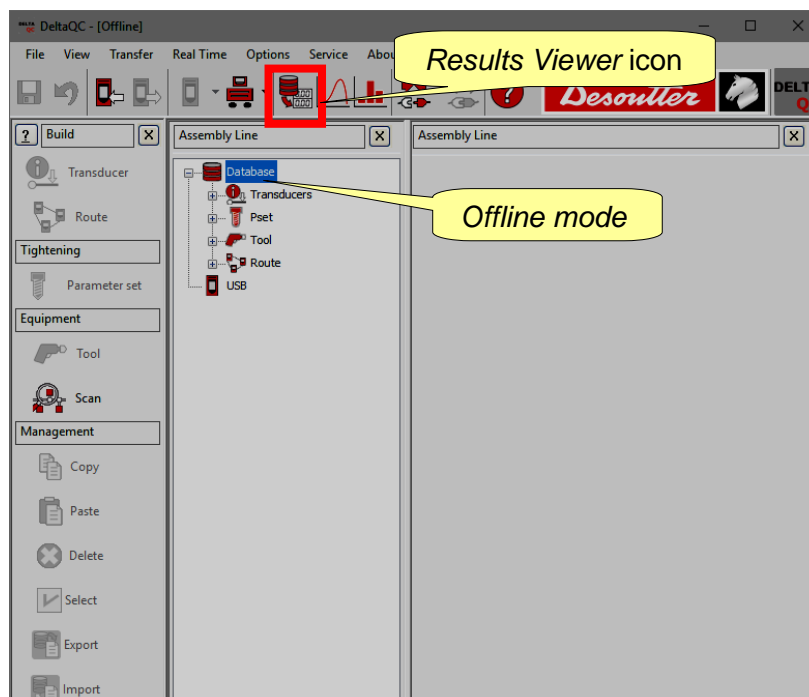 DELTA QC DeltaQC - [Offline]
File View Transfer Real Time Options Service Abou
Results Viewer icon
Desoutter
DELT
Q
? Build X
Assembly Line X
Assembly Line X
Transducer
Route
Tightening
Parameter set
Equipment
Tool
Scan
Management
Copy
Paste
Delete
Select
Export
Import
Database
Transducers
Pset
Tool
Route
USB
Offline mode